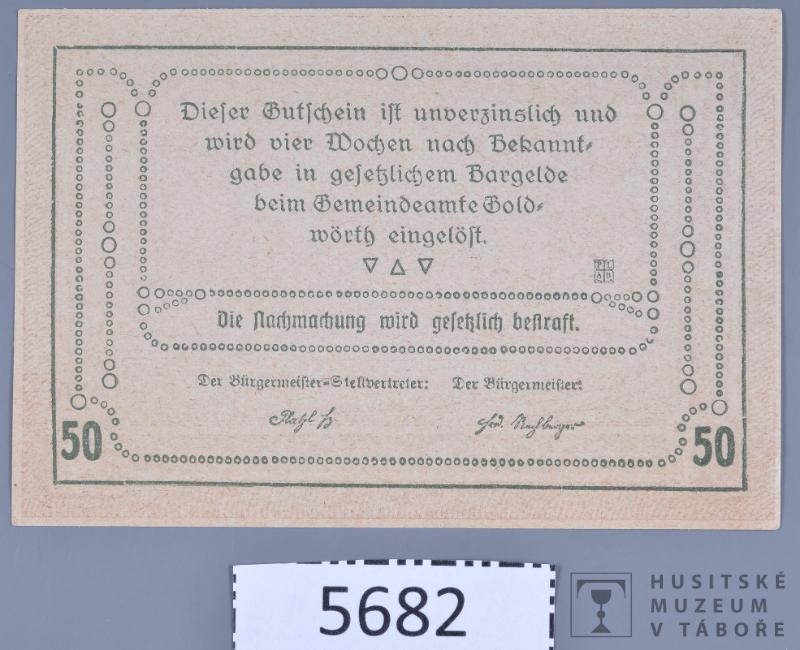 Dieser Gutschein ist unverzinslich und
wird vier Wochen nach Bekannt-
gabe in gesetzlichem Bargelde
beim Gemeindeamte Gold-
wörth eingelöst.
Die Nachmachung wird gesetzlich bestraft.
Der Bürgermeister-Stellvertreter: Der Bürgermeister:
50
50
5682
HUSITSKÉ
MUZEUM
V TÁBOŘE